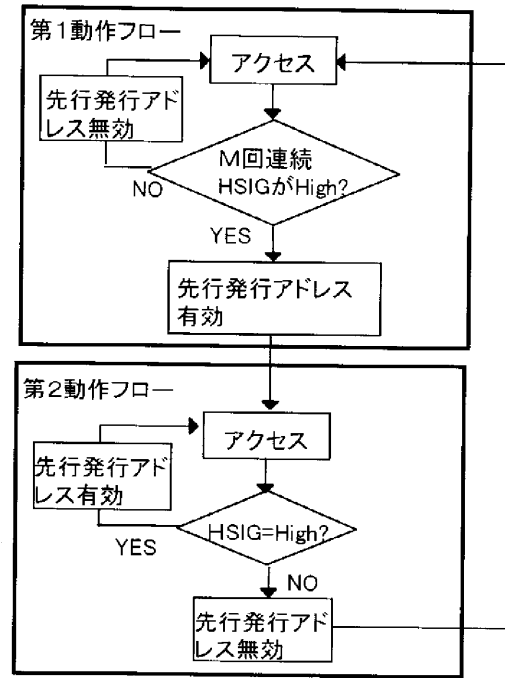 第1動作フロー
アクセス
先行発行アド
レス無効
M回連続
HSIGがHigh?
NO
YES
先行発行アドレス
有効
第2動作フロー
アクセス
先行発行アド
レス有効
HSIG=High?
YES
NO
先行発行アド
レス無効